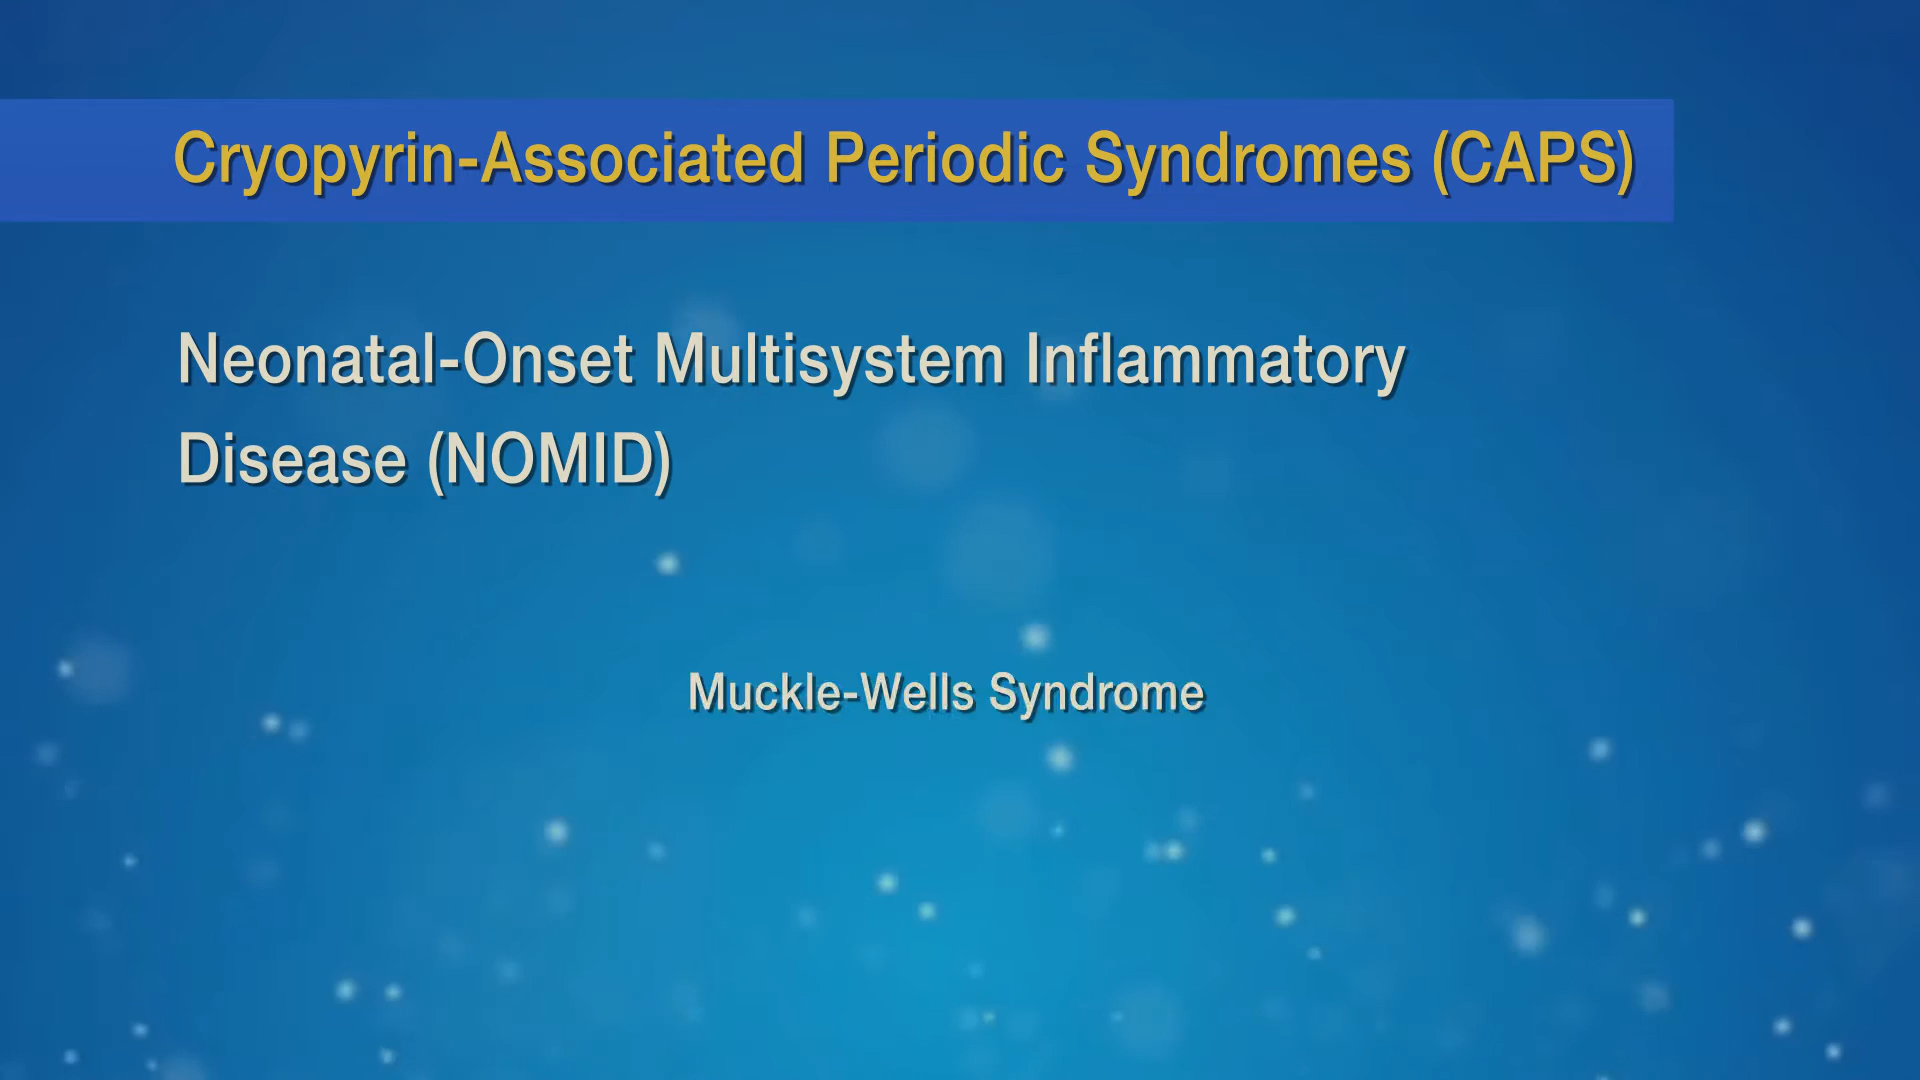 Cryopyrin-Associated Periodic Syndromes (CAPS)
Neonatal-Onset Multisystem Inflammatory
Disease (NOMID)
Muckle-Wells Syndrome